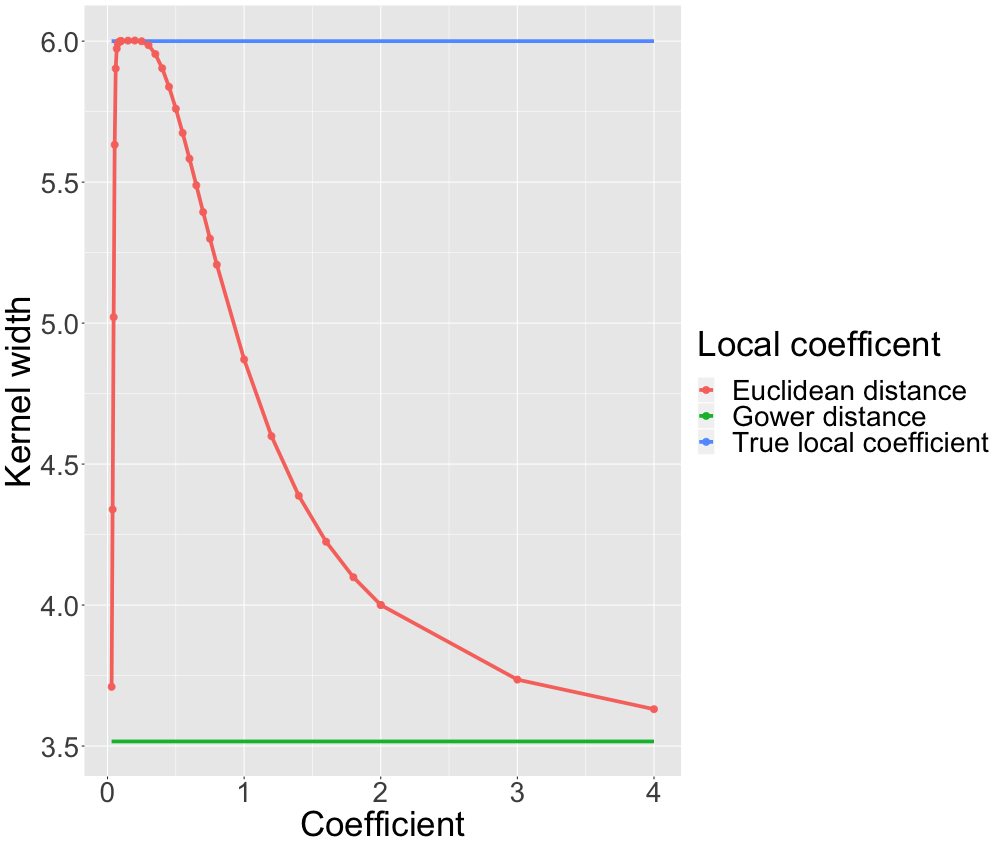 6.0
5.5
5.0
4.5
4.0
3.5
Kernel width
0 1 2 3 4
Coefficient
Local coefficent
Euclidean distance
Gower distance
True local coefficient